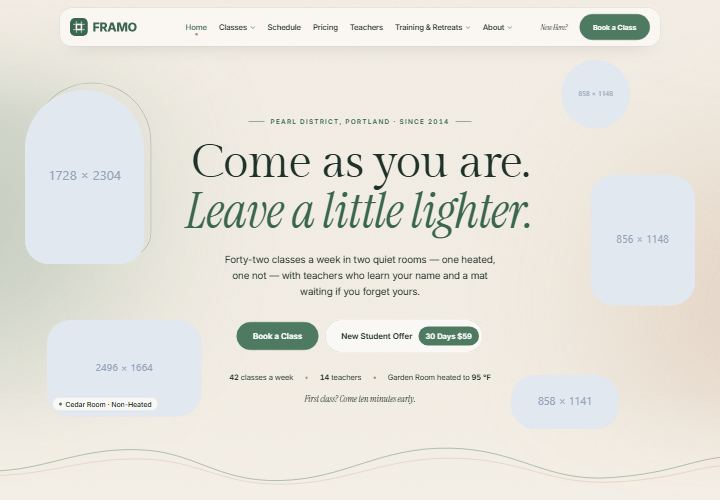 FRAMO
Home Classes Schedule Pricing Teachers Training & Retreats About New Here? Book a Class
858 × 1148
PEARL DISTRICT, PORTLAND · SINCE 2014
1728 × 2304
Come as you are.
Leave a little lighter.
856 × 1148
Forty-two classes a week in two quiet rooms — one heated,
one not — with teachers who learn your name and a mat
waiting if you forget yours.
Book a Class
New Student Offer 30 Days $59
2496 × 1664
42 classes a week • 14 teachers • Garden Room heated to 95 °F
First class? Come ten minutes early.
858 × 1141
Cedar Room · Non-Heated